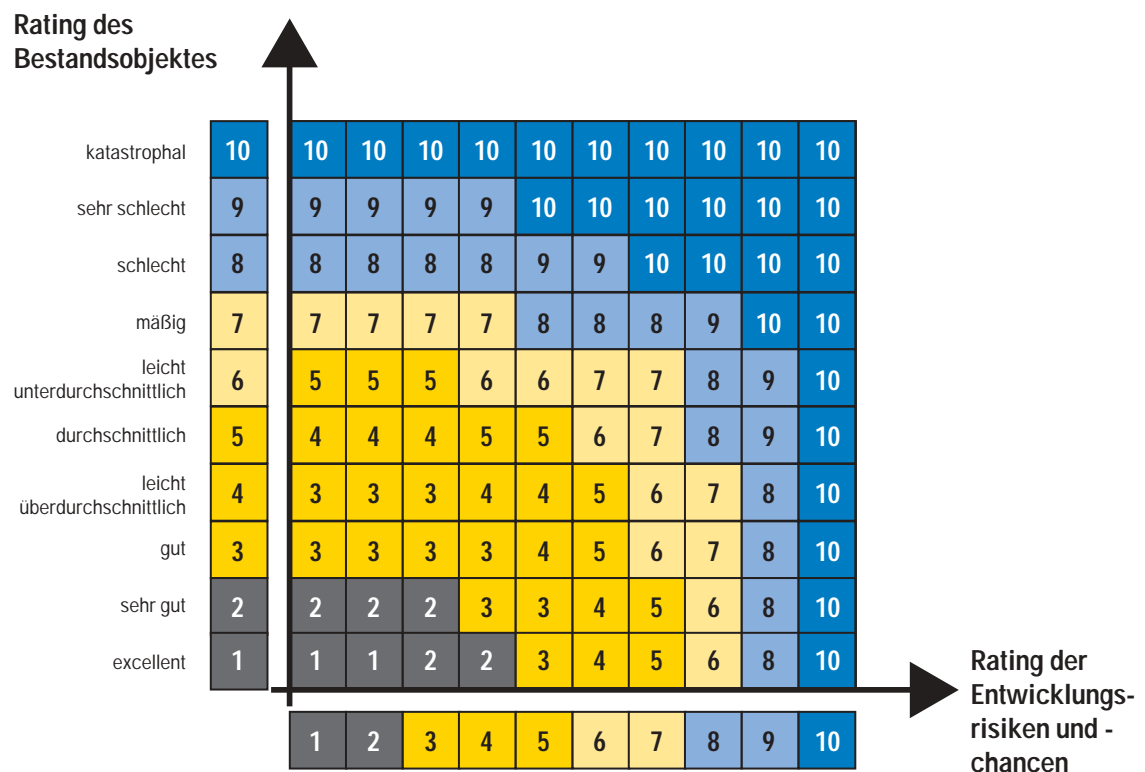 Rating des
Bestandsobjektes
katastrophal 10 10 10 10 10 10 10 10 10 10 10
sehr schlecht 9 9 9 9 9 10 10 10 10 10 10
schlecht 8 8 8 8 8 9 9 10 10 10 10
mäßig 7 7 7 7 7 8 8 8 9 10 10
leicht
unterdurchschnittlich 6 5 5 5 6 6 7 7 8 9 10
durchschnittlich 5 4 4 4 5 5 6 7 8 9 10
leicht
überdurchschnittlich 4 3 3 3 4 4 5 6 7 8 10
gut 3 3 3 3 3 4 5 6 7 8 10
sehr gut 2 2 2 2 3 3 4 5 6 8 10
excellent 1 1 1 2 2 3 4 5 6 8 10
Rating der
Entwicklungs-
risiken und -
chancen
1 2 3 4 5 6 7 8 9 10